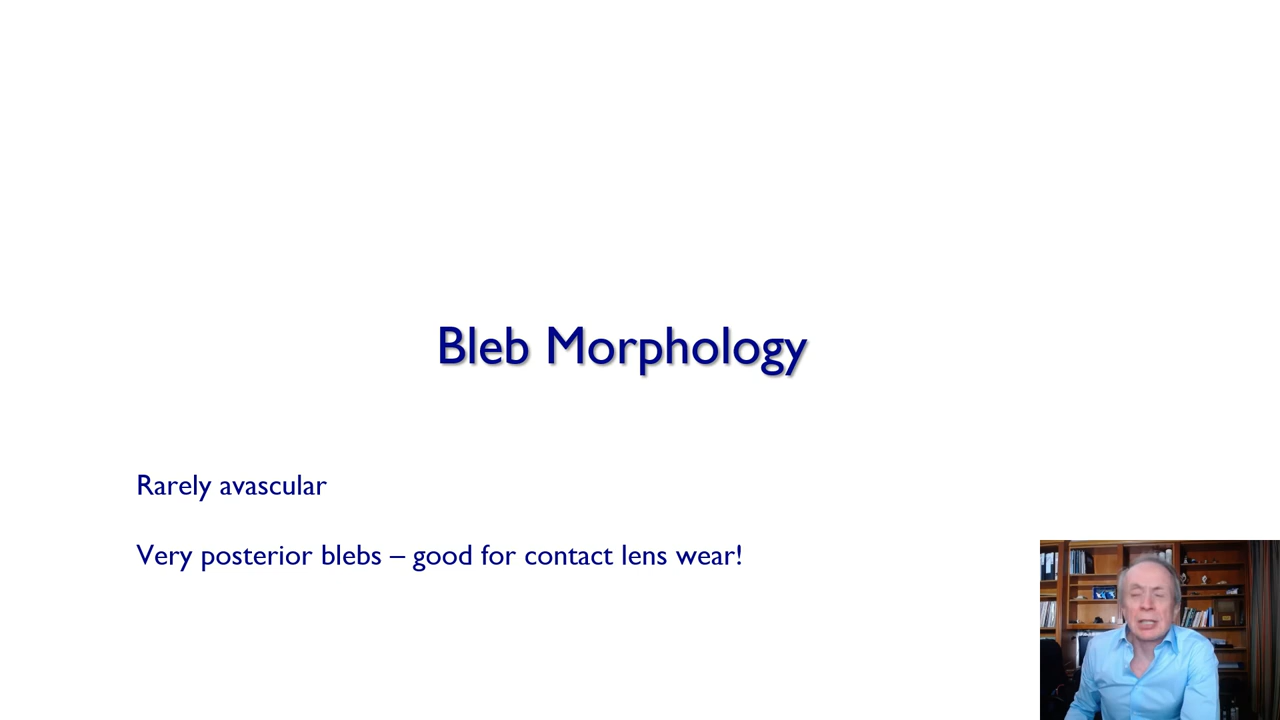 Bleb Morphology
Rarely avascular
Very posterior blebs – good for contact lens wear!